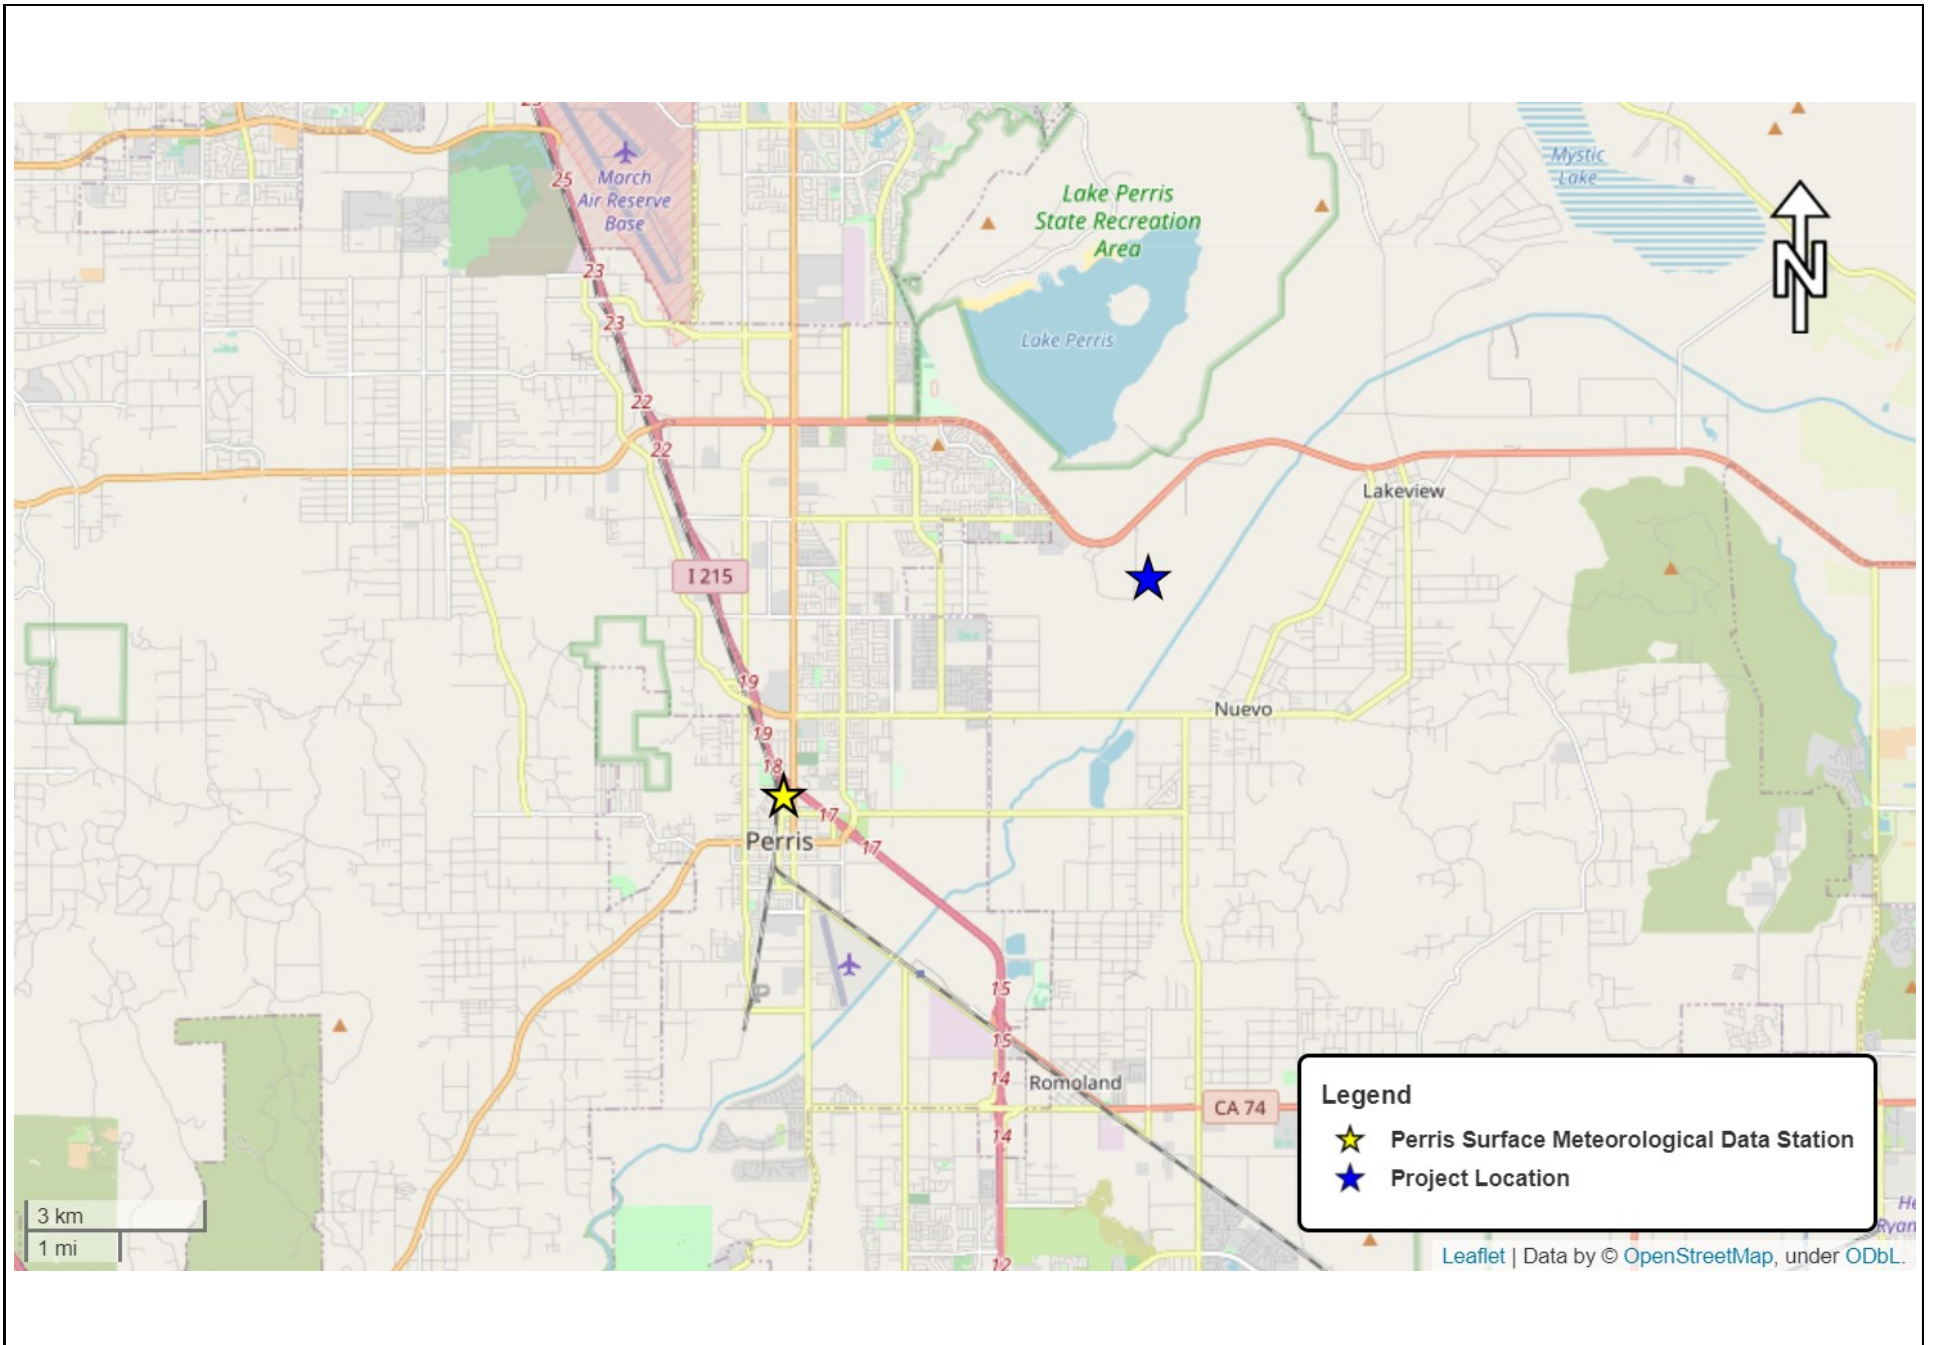 25
March
Air Reserve
Base
Lake Perris
State Recreation
Area
Mystic
Lake
N
23
23
Lake Perris
22
22
Lakeview
I 215
19
Nuevo
19
18
17
Perris
17
15
15
14
Romoland
CA 74
14
12
Legend
Perris Surface Meteorological Data Station
Project Location
3 km
1 mi
Ryan
Leaflet | Data by © OpenStreetMap, under ODbL.